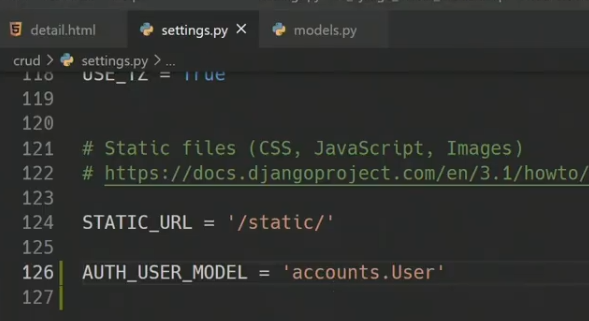 detail.html settings.py models.py
crud > settings.py > ...
118 USE_TZ = True
119
120
121 # Static files (CSS, JavaScript, Images)
122 # https://docs.djangoproject.com/en/3.1/howto/
123
124 STATIC_URL = '/static/'
125
126 AUTH_USER_MODEL = 'accounts.User'
127